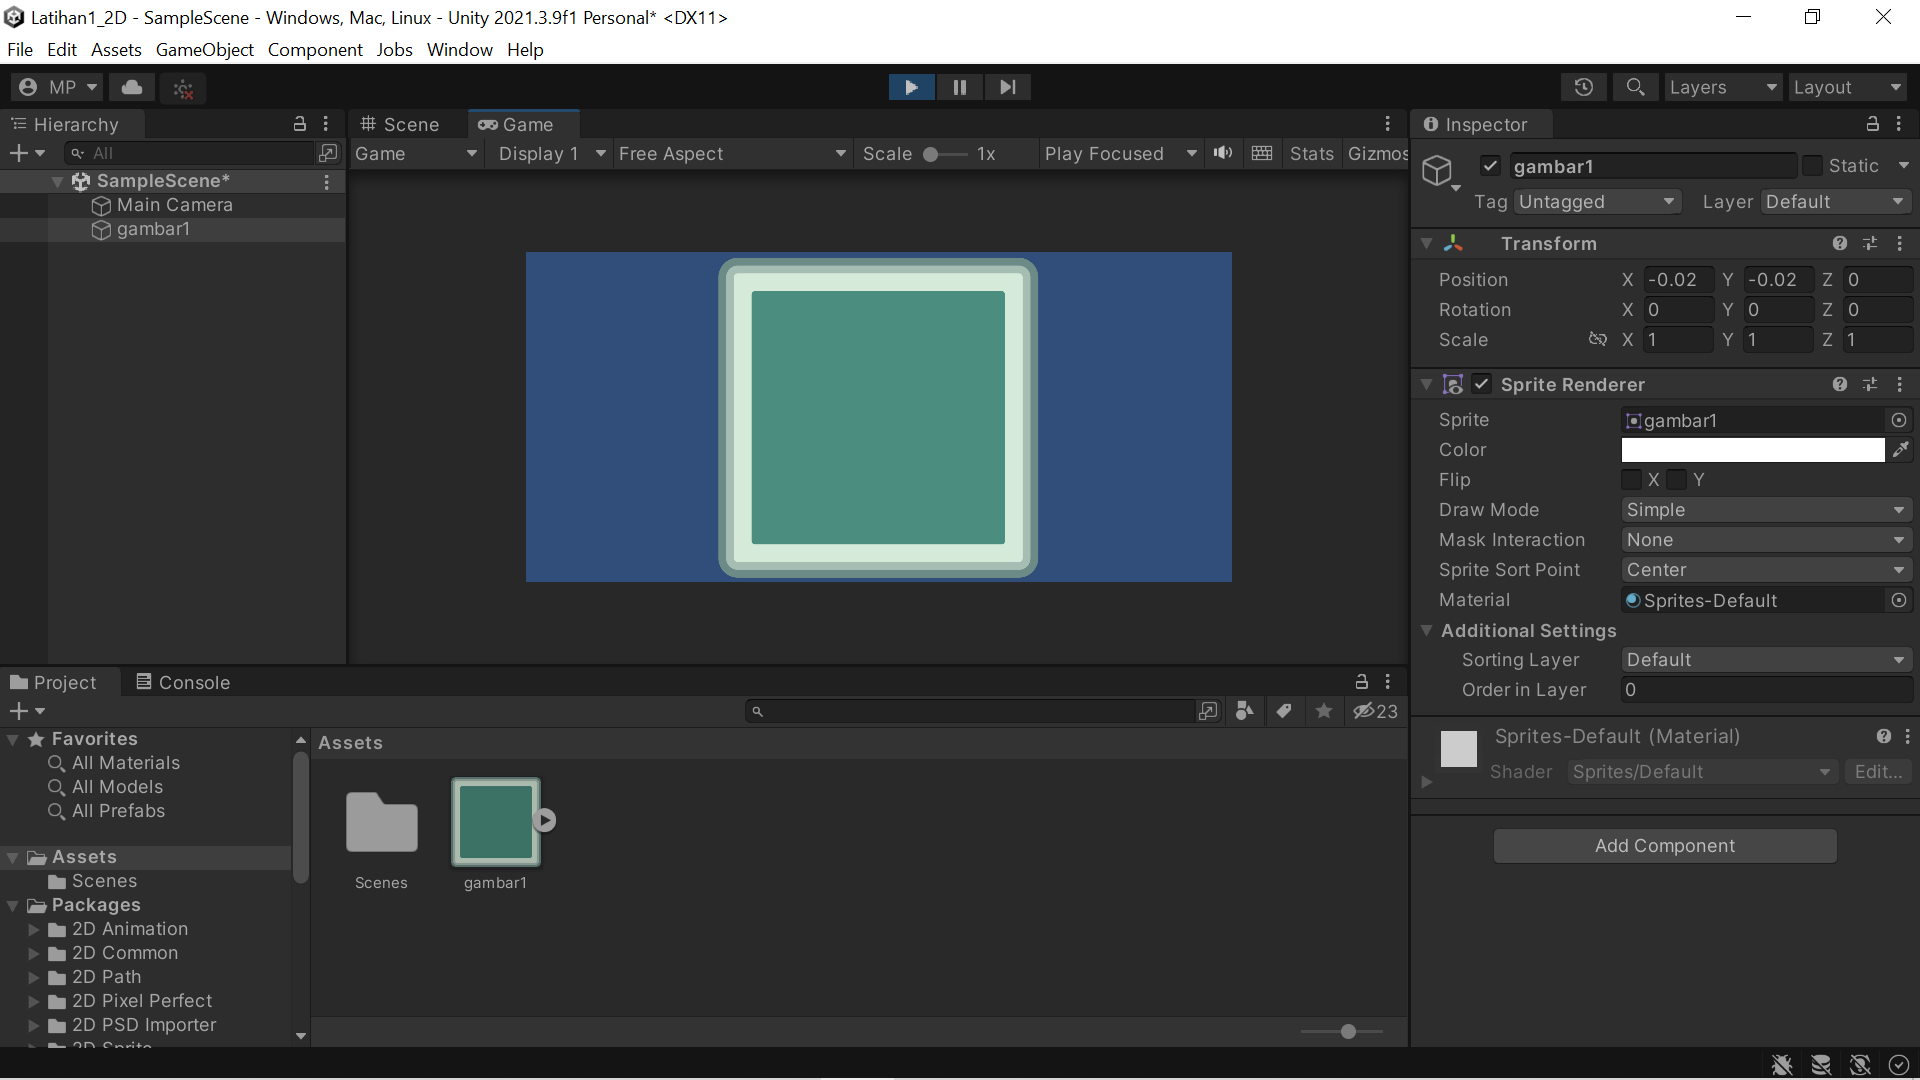 Latihan1_2D - SampleScene - Windows, Mac, Linux - Unity 2021.3.9f1 Personal* <DX11>
File Edit Assets GameObject Component Jobs Window Help
MP
Layers
Layout
Hierarchy
All
SampleScene*
Main Camera
gambar1
Scene
Game
Game
Display 1
Free Aspect
Scale
1x
Play Focused
Stats
Gizmos
Inspector
gambar1
Static
Tag Untagged
Layer Default
Transform
Position X -0.02 Y -0.02 Z 0
Rotation X 0 Y 0 Z 0
Scale X 1 Y 1 Z 1
Sprite Renderer
Sprite gambar1
Color
Flip X Y
Draw Mode Simple
Mask Interaction None
Sprite Sort Point Center
Material Sprites-Default
Additional Settings
Sorting Layer Default
Order in Layer 0
Sprites-Default (Material)
Shader Sprites/Default Edit...
Add Component
Project
Console
23
Favorites
All Materials
All Models
All Prefabs
Assets
Scenes
Packages
2D Animation
2D Common
2D Path
2D Pixel Perfect
2D PSD Importer
2D Sprite
Assets
Scenes
gambar1